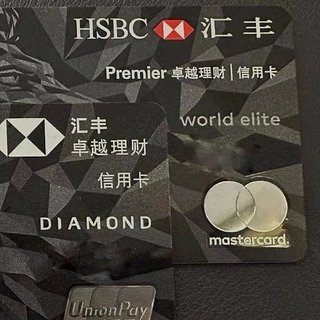 HSBC 汇丰
Premier 卓越理财 | 信用卡
world elite
mastercard.
汇丰
卓越理财
信用卡
DIAMOND
UnionPay